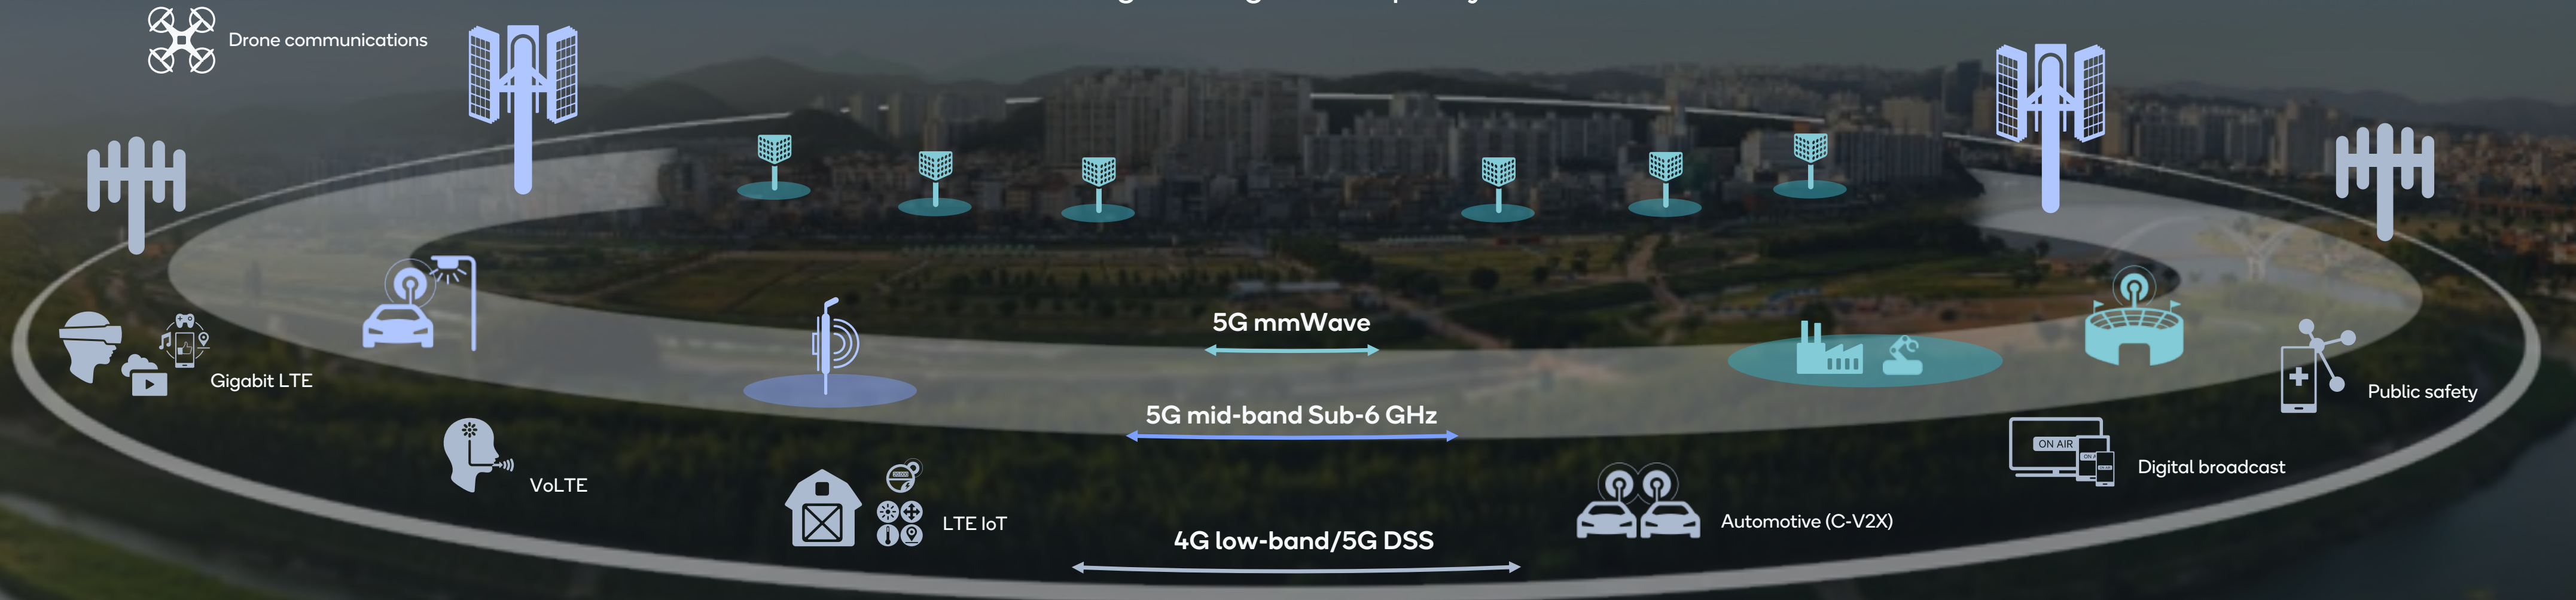 Drone communications
5G mmWave
Gigabit LTE
Public safety
5G mid-band Sub-6 GHz
ON AIR
Digital broadcast
VoLTE
LTE IoT
Automotive (C-V2X)
4G low-band/5G DSS